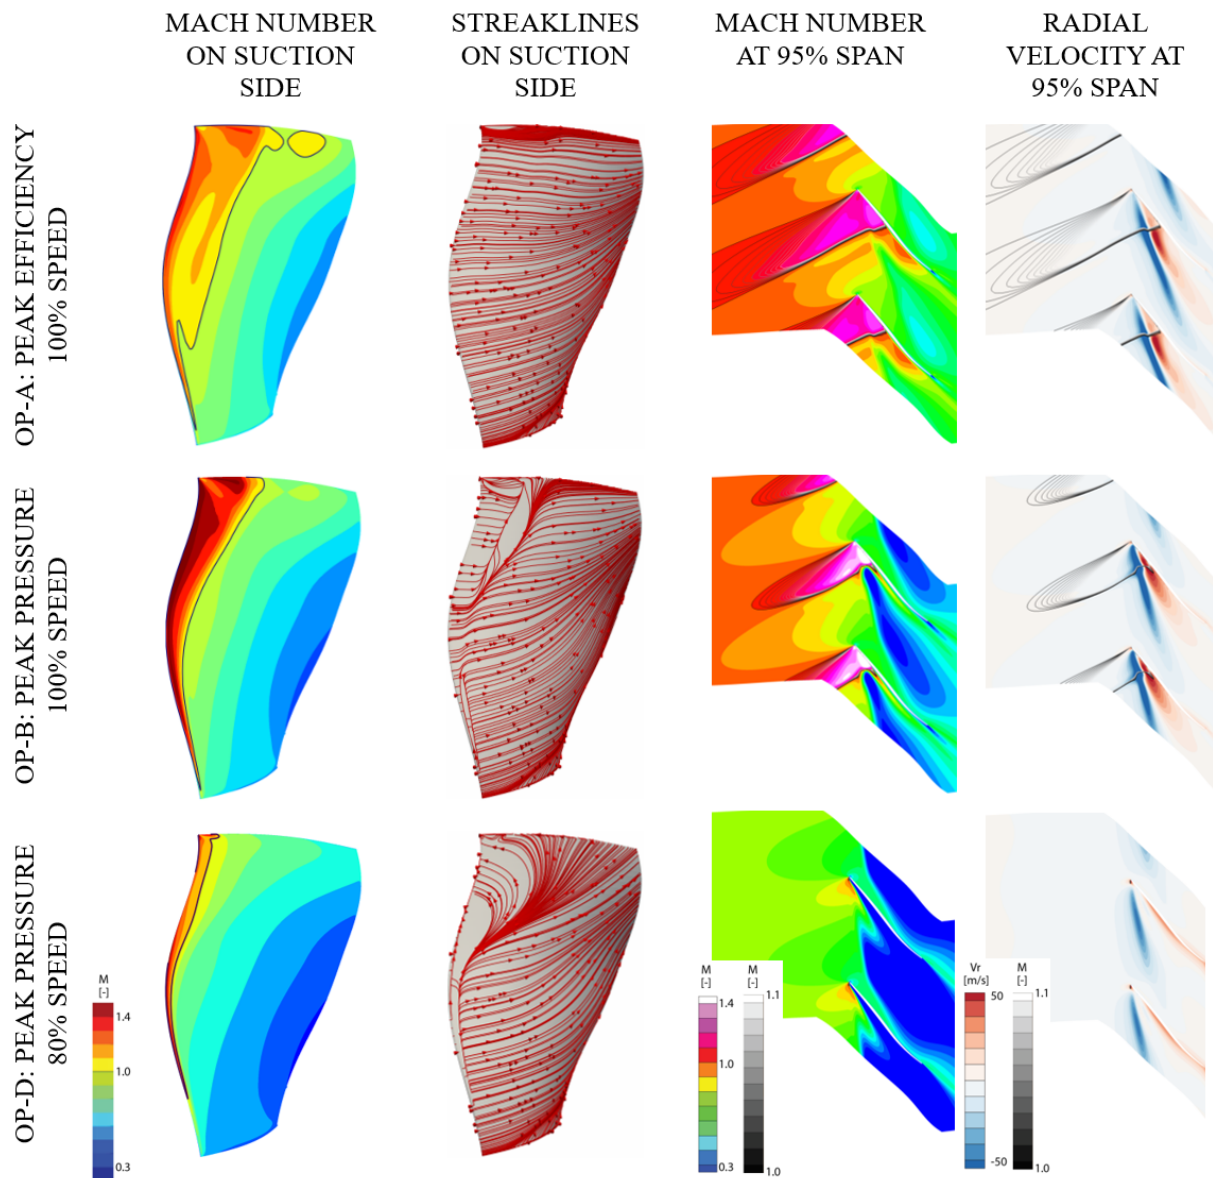 MACH NUMBER
ON SUCTION
SIDE
STREAKLINES
ON SUCTION
SIDE
MACH NUMBER
AT 95% SPAN
RADIAL
VELOCITY AT
95% SPAN
OP-A: PEAK EFFICIENCY
100% SPEED
OP-B: PEAK PRESSURE
100% SPEED
OP-D: PEAK PRESSURE
80% SPEED
M
[-]
1.4
1.0
0.3
M
[-]
1.4
1.0
0.3
M
[-]
1.1
1.0
Vr
[m/s]
50
-50
M
[-]
1.1
1.0